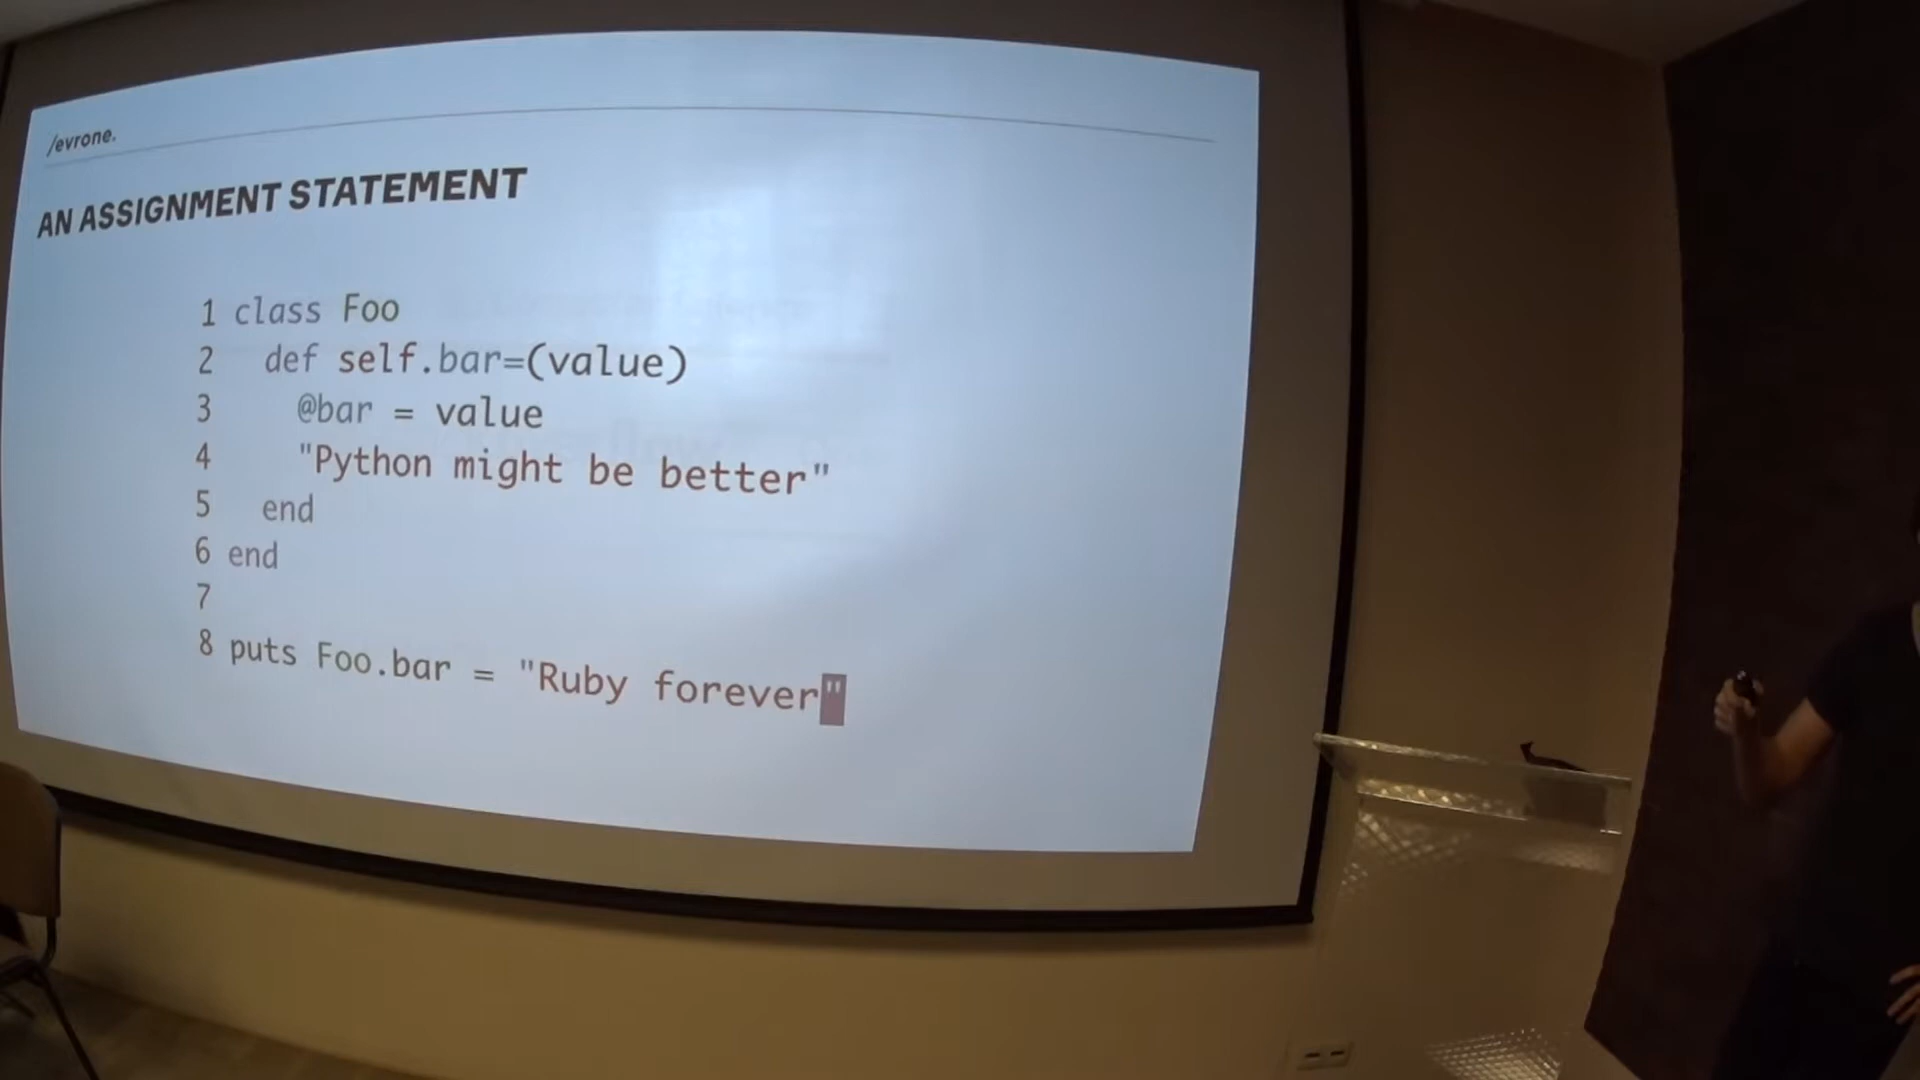 /evrone.
AN ASSIGNMENT STATEMENT
1 class Foo
2   def self.bar=(value)
3     @bar = value
4     "Python might be better"
5   end
6 end
7
8 puts Foo.bar = "Ruby forever"